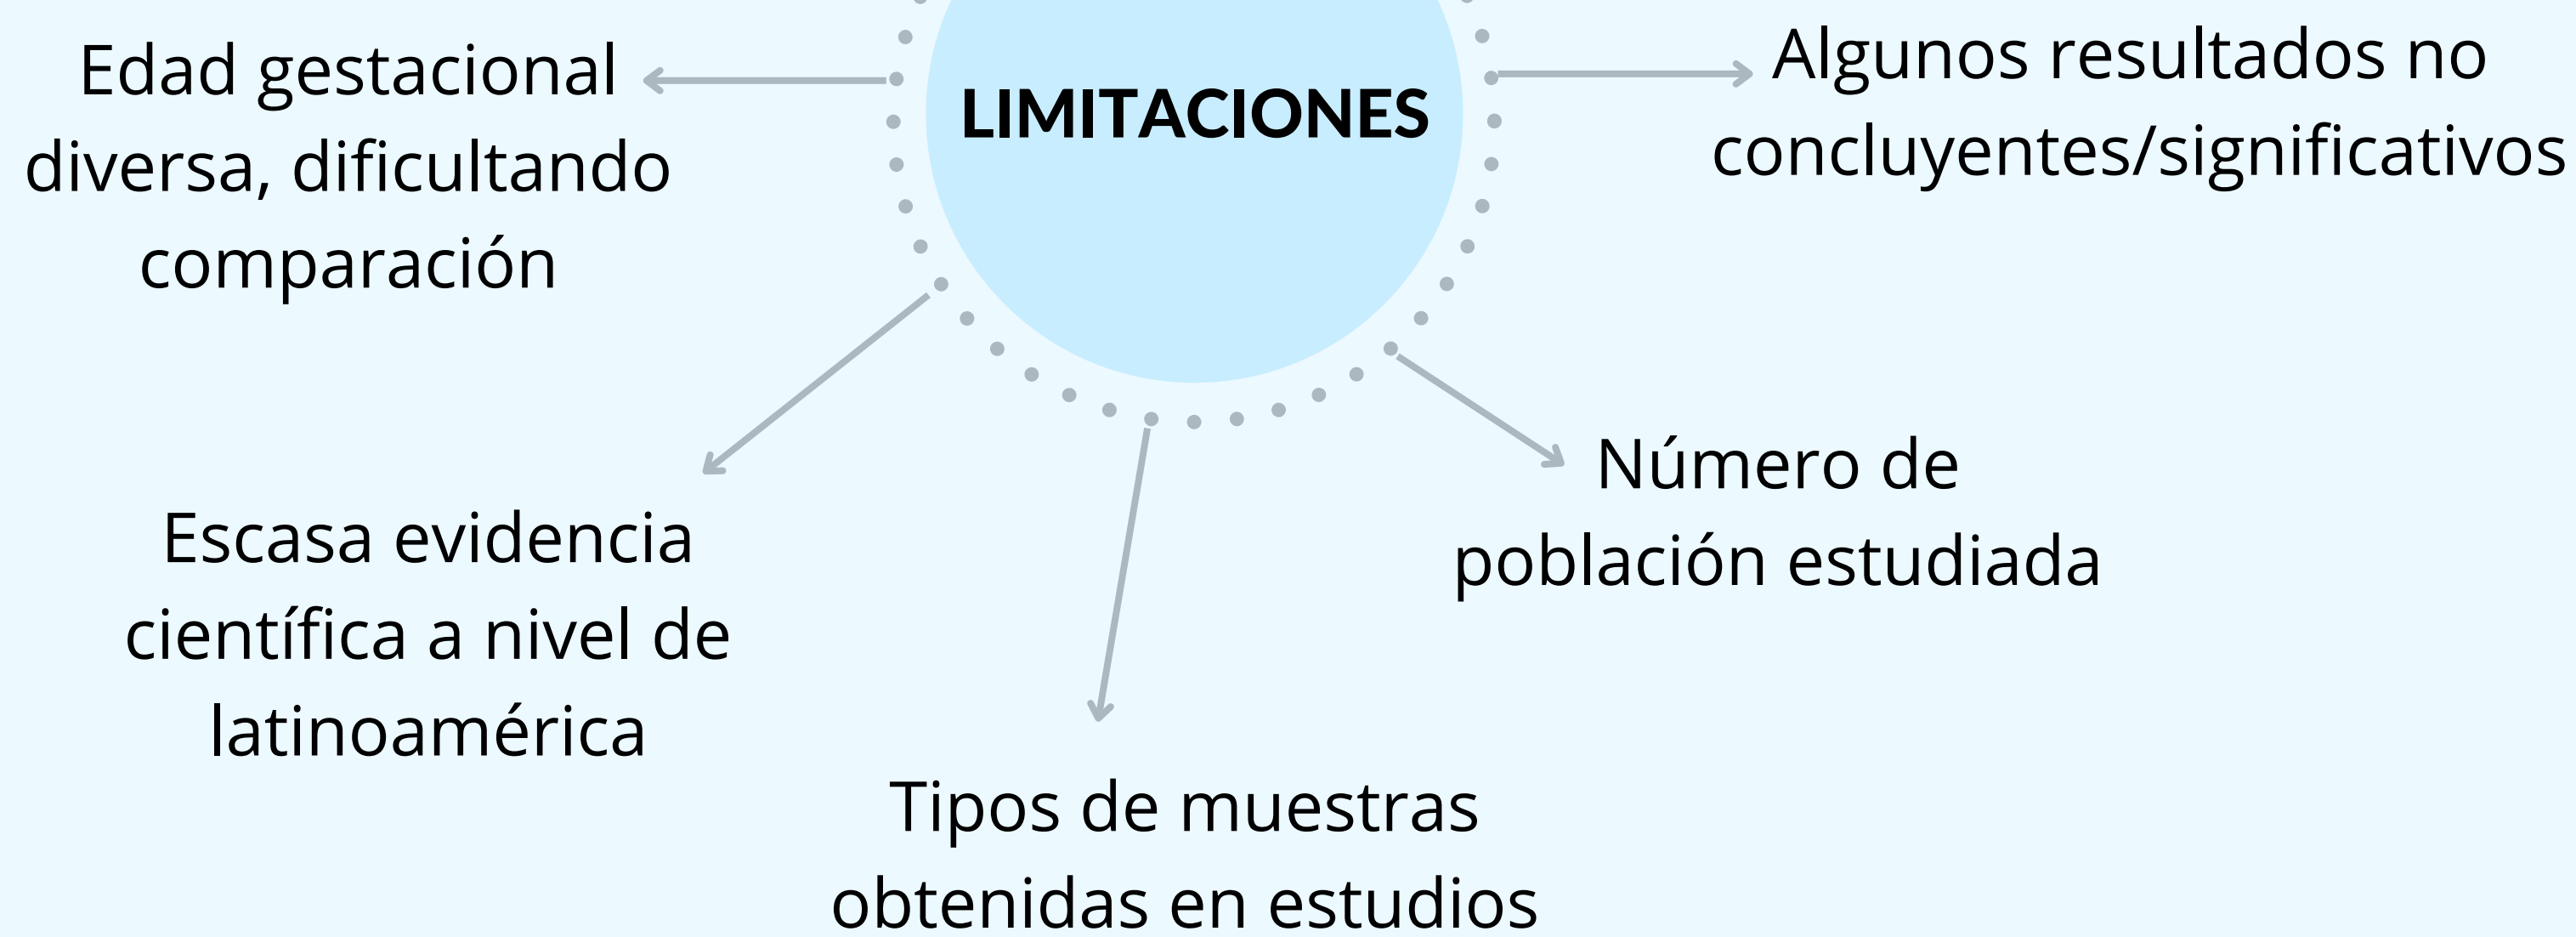 LIMITACIONES
Edad gestacional
diversa, dificultando
comparación
Algunos resultados no
concluyentes/significativos
Escasa evidencia
científica a nivel de
latinoamérica
Número de
población estudiada
Tipos de muestras
obtenidas en estudios